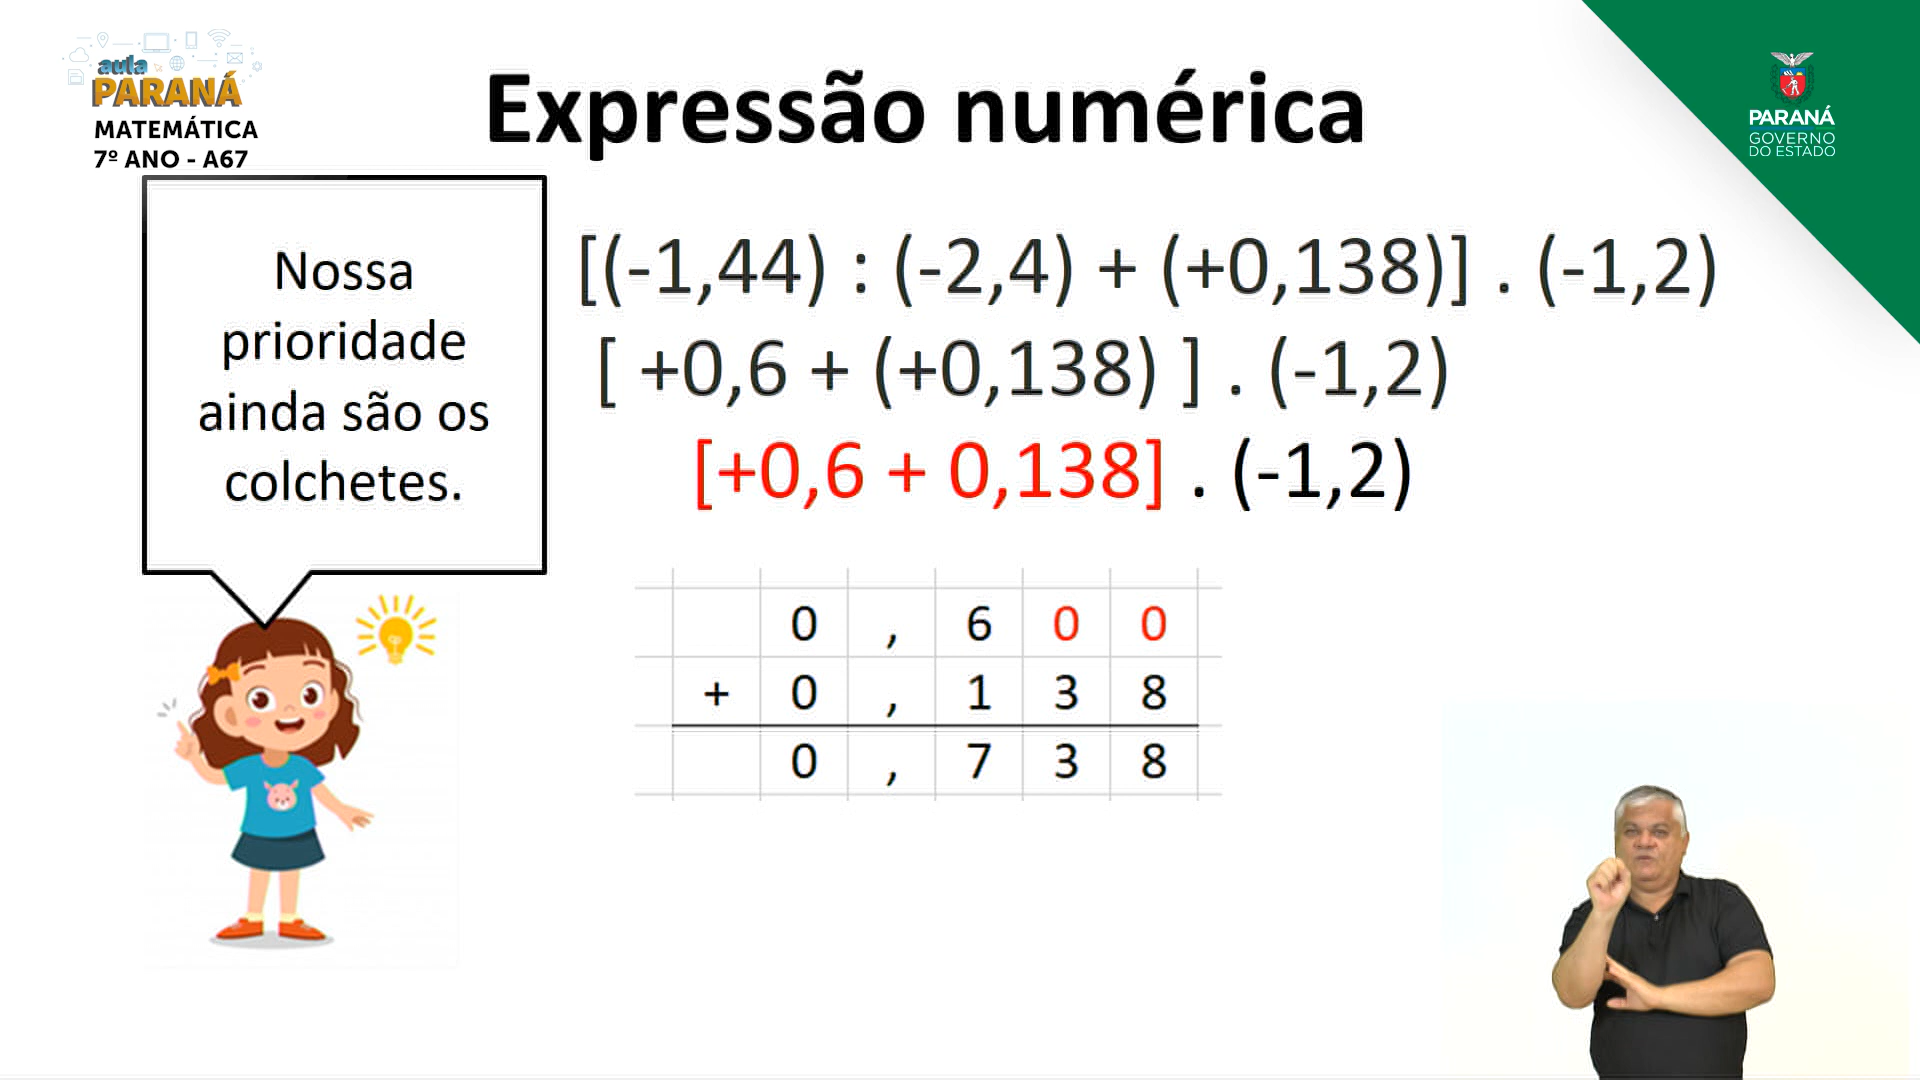 aula
PARANÁ
MATEMÁTICA
7º ANO - A67
Expressão numérica
PARANÁ
GOVERNO
DO ESTADO
Nossa
prioridade
ainda são os
colchetes.
[(-1,44) : (-2,4) + (+0,138)] . (-1,2)
[ +0,6 + (+0,138) ] . (-1,2)
[+0,6 + 0,138] . (-1,2)
0 , 6 0 0
+ 0 , 1 3 8
0 , 7 3 8